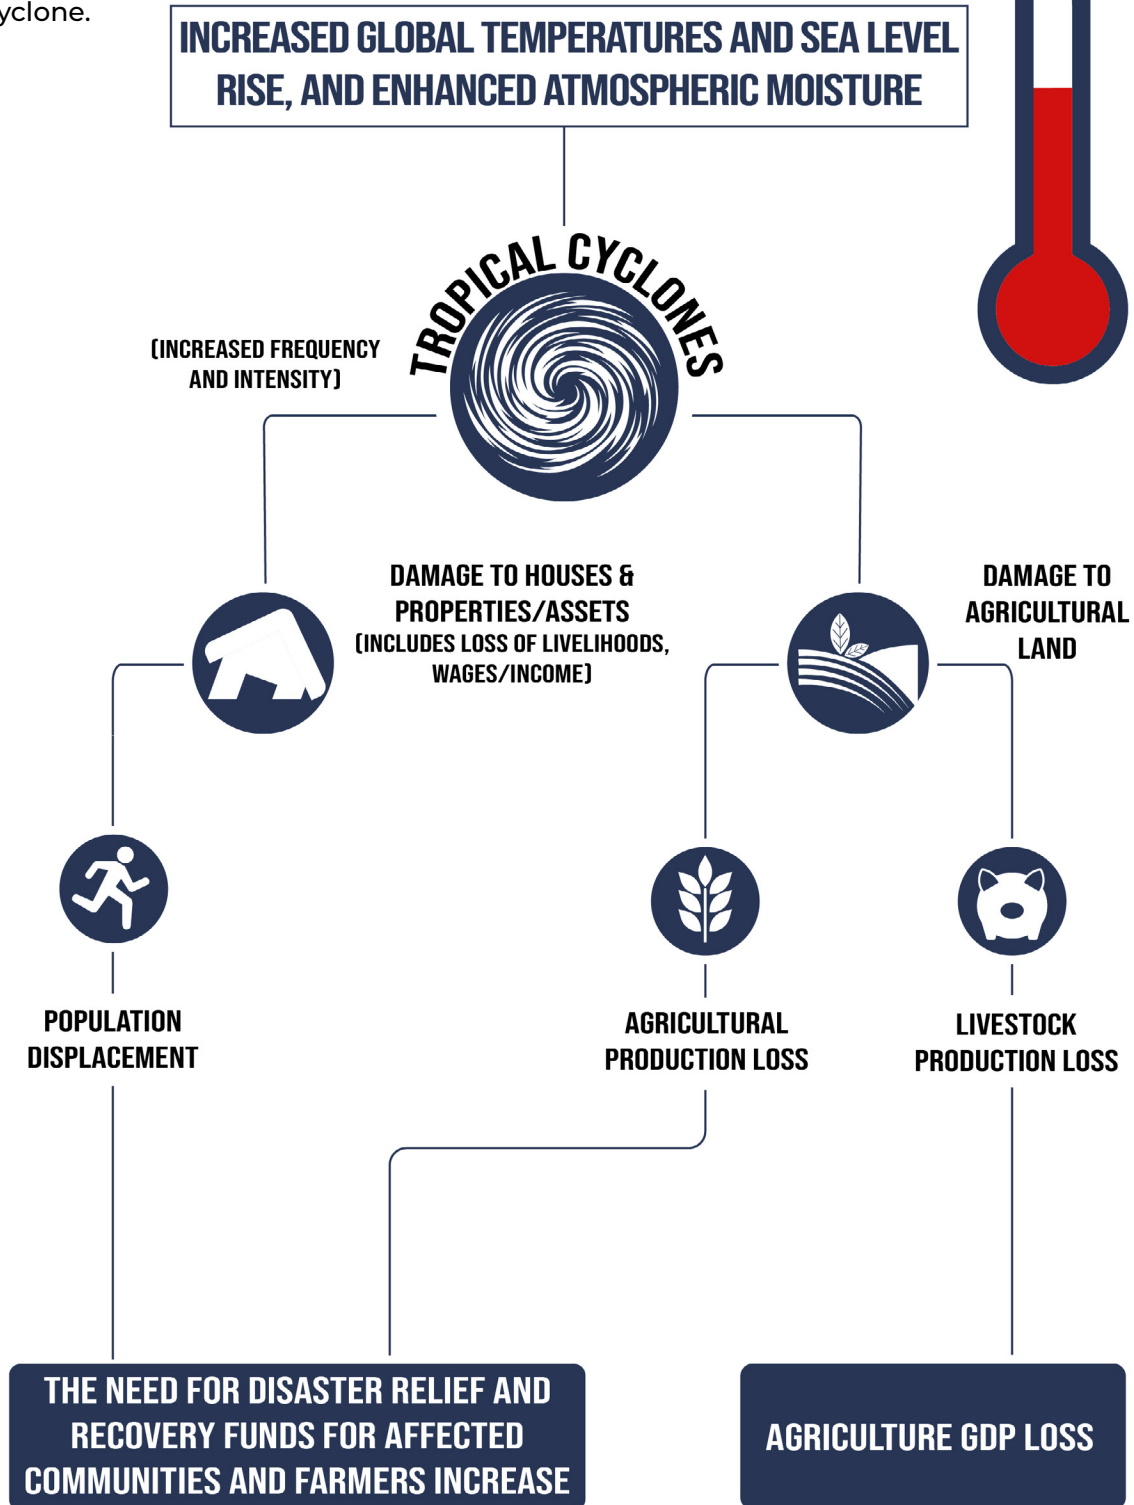 yclone.
INCREASED GLOBAL TEMPERATURES AND SEA LEVEL
RISE, AND ENHANCED ATMOSPHERIC MOISTURE
TROPICAL CYCLONES
(INCREASED FREQUENCY
AND INTENSITY)
DAMAGE TO HOUSES &
PROPERTIES/ASSETS
(INCLUDES LOSS OF LIVELIHOODS,
WAGES/INCOME)
DAMAGE TO
AGRICULTURAL
LAND
POPULATION
DISPLACEMENT
AGRICULTURAL
PRODUCTION LOSS
LIVESTOCK
PRODUCTION LOSS
THE NEED FOR DISASTER RELIEF AND
RECOVERY FUNDS FOR AFFECTED
COMMUNITIES AND FARMERS INCREASE
AGRICULTURE GDP LOSS